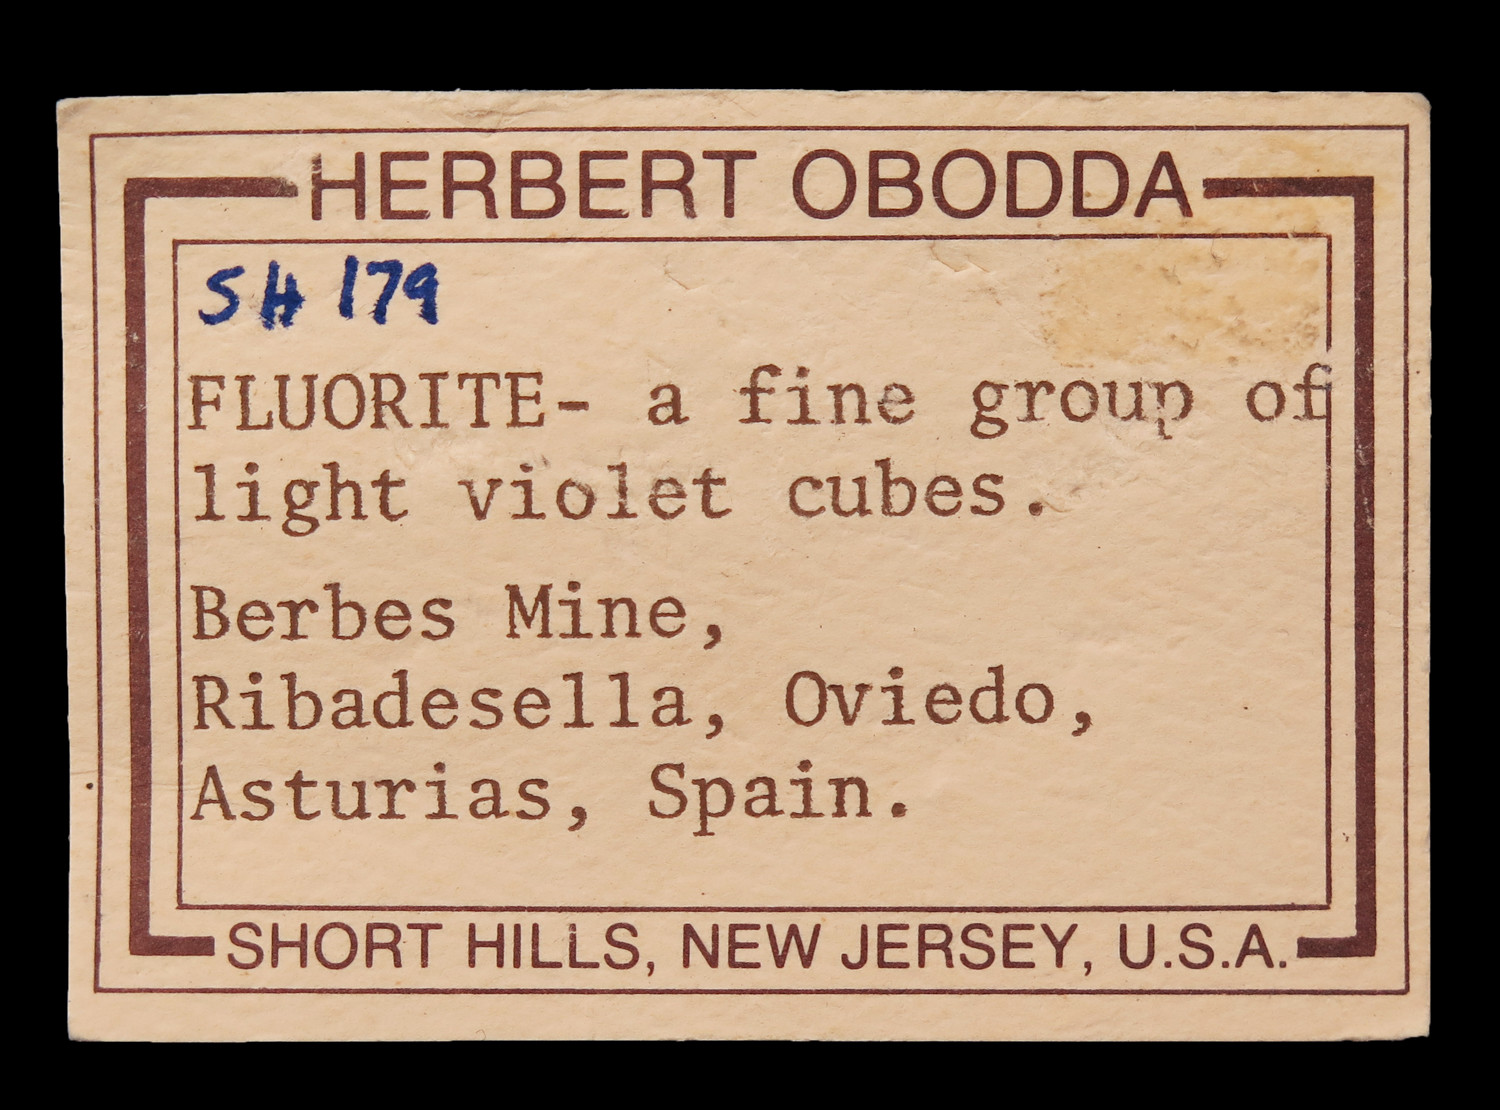 HERBERT OBODDA
SH 179
FLUORITE- a fine group of
light violet cubes.
Berbes Mine,
Ribadesella, Oviedo,
Asturias, Spain.
SHORT HILLS, NEW JERSEY, U.S.A.